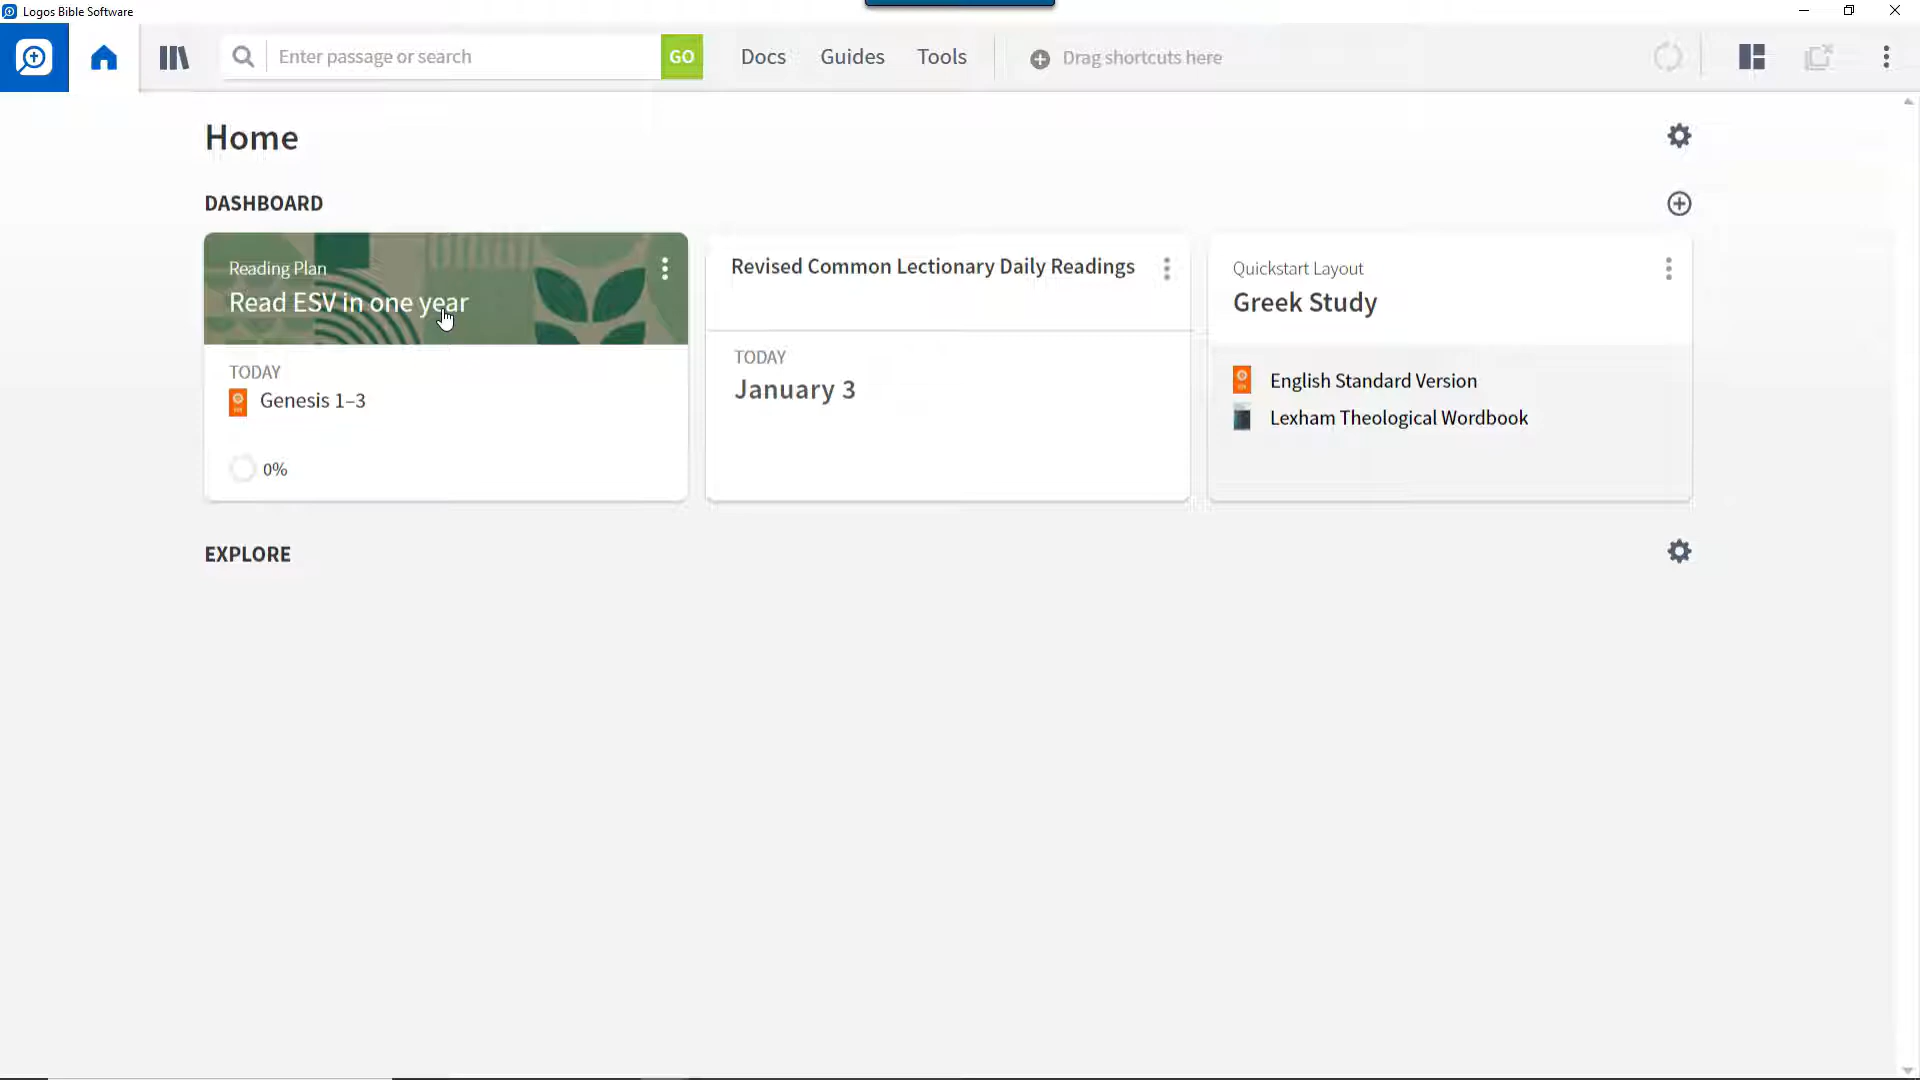 Logos Bible Software
Enter passage or search
GO
Docs
Guides
Tools
Drag shortcuts here
Home
DASHBOARD
Reading Plan
Read ESV in one year
TODAY
Genesis 1–3
0%
Revised Common Lectionary Daily Readings
TODAY
January 3
Quickstart Layout
Greek Study
English Standard Version
Lexham Theological Wordbook
EXPLORE